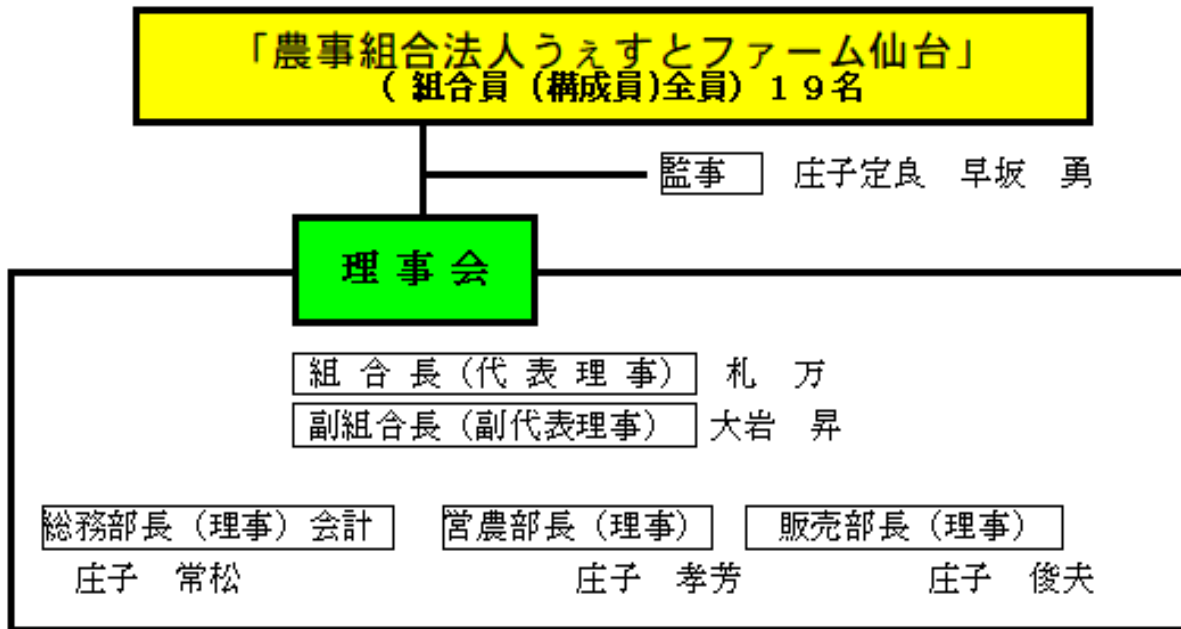 「農事組合法人うぇすとファーム仙台」
（ 組合員（構成員)全員）１９名
監事　庄子定良　早坂　勇
理事会
組合長（代表理事）　札　万
副組合長（副代表理事）　大岩　昇
総務部長（理事）会計　営農部長（理事）　販売部長（理事）
庄子　常松　庄子　孝芳　庄子　俊夫